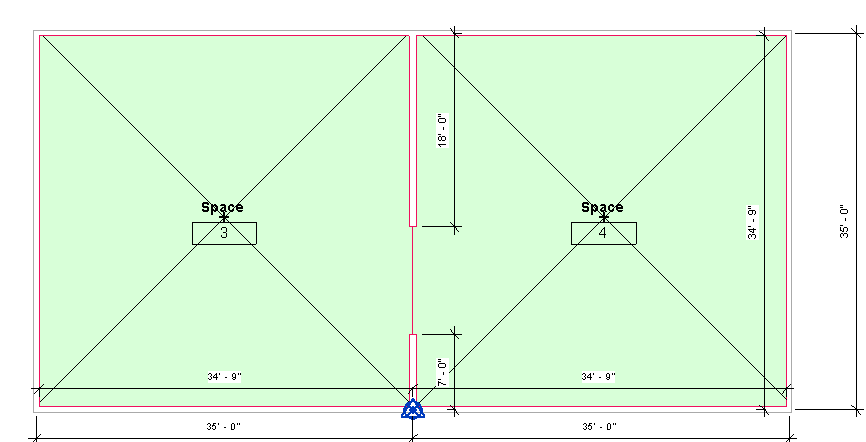 18' - 0"
Space
3
Space
4
34' - 9"
35' - 0"
34' - 9"
7' - 0"
34' - 9"
35' - 0"
35' - 0"